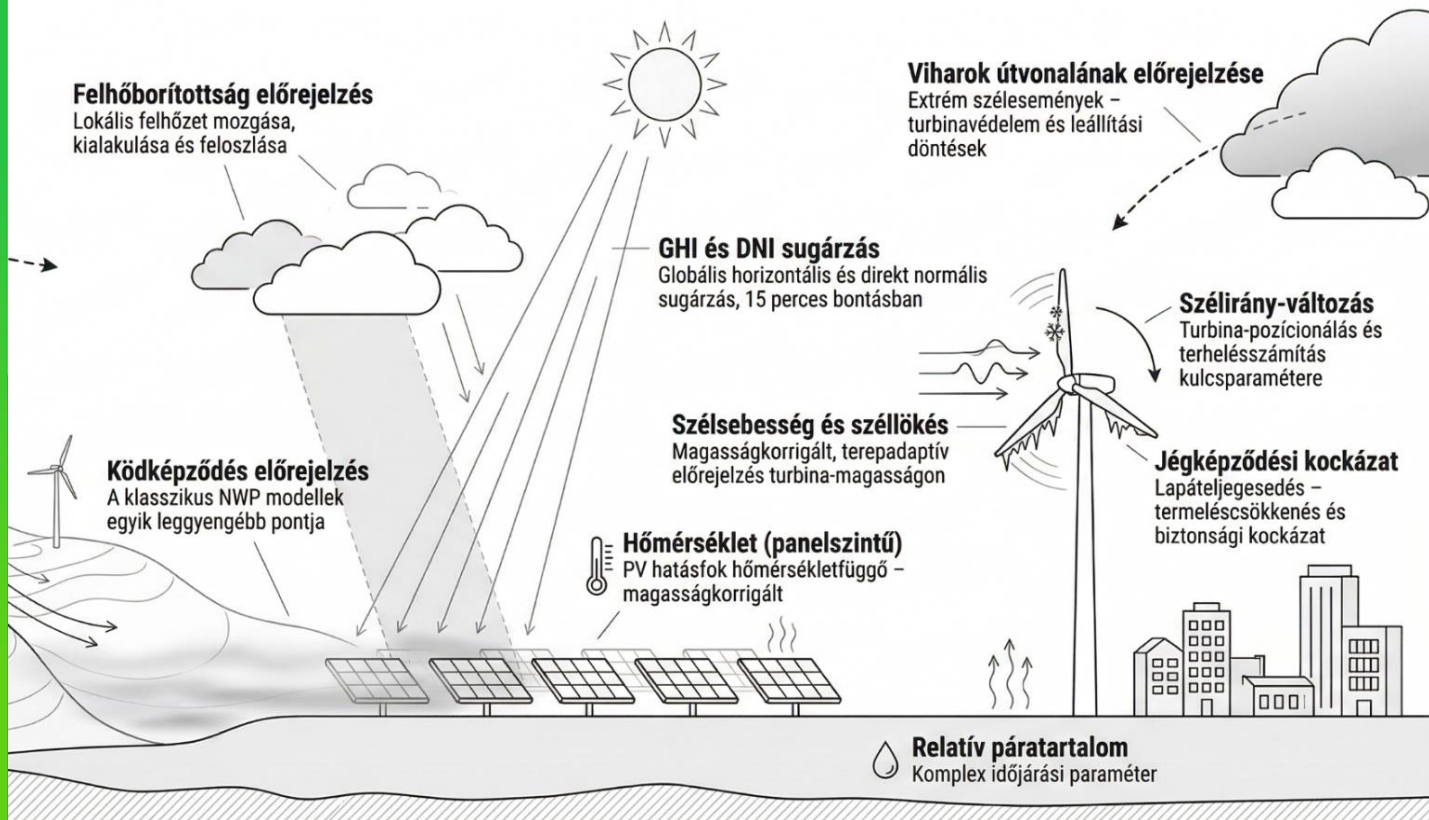 Felhőborítottság előrejelzés
Lokális felhőzet mozgása,
kialakulása és feloszlása
Viharok útvonalának előrejelzése
Extrém szélesemények –
turbinavédelem és leállítási
döntések
GHI és DNI sugárzás
Globális horizontális és direkt normális
sugárzás, 15 perces bontásban
Szélirány-változás
Turbina-pozícionálás és
terhelésszámítás
kulcsparamétere
Szélsebesség és széllökés
Magasságkorrigált, terepadaptív
előrejelzés turbina-magasságon
Jégképződési kockázat
Lapáteljegesedés –
termeléscsökkenés és
biztonsági kockázat
Ködképződés előrejelzés
A klasszikus NWP modellek
egyik leggyengébb pontja
Hőmérséklet (panelszintű)
PV hatásfok hőmérsékletfüggő –
magasságkorrigált
Relatív páratartalom
Komplex időjárási paraméter